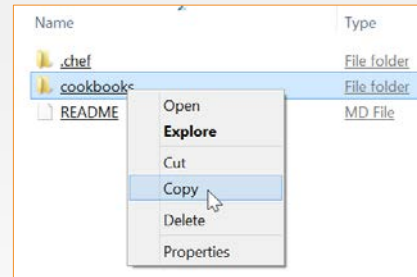 Name Type
.chef File folder
cookbooks File folder
README MD File
Open
Explore
Cut
Copy
Delete
Properties